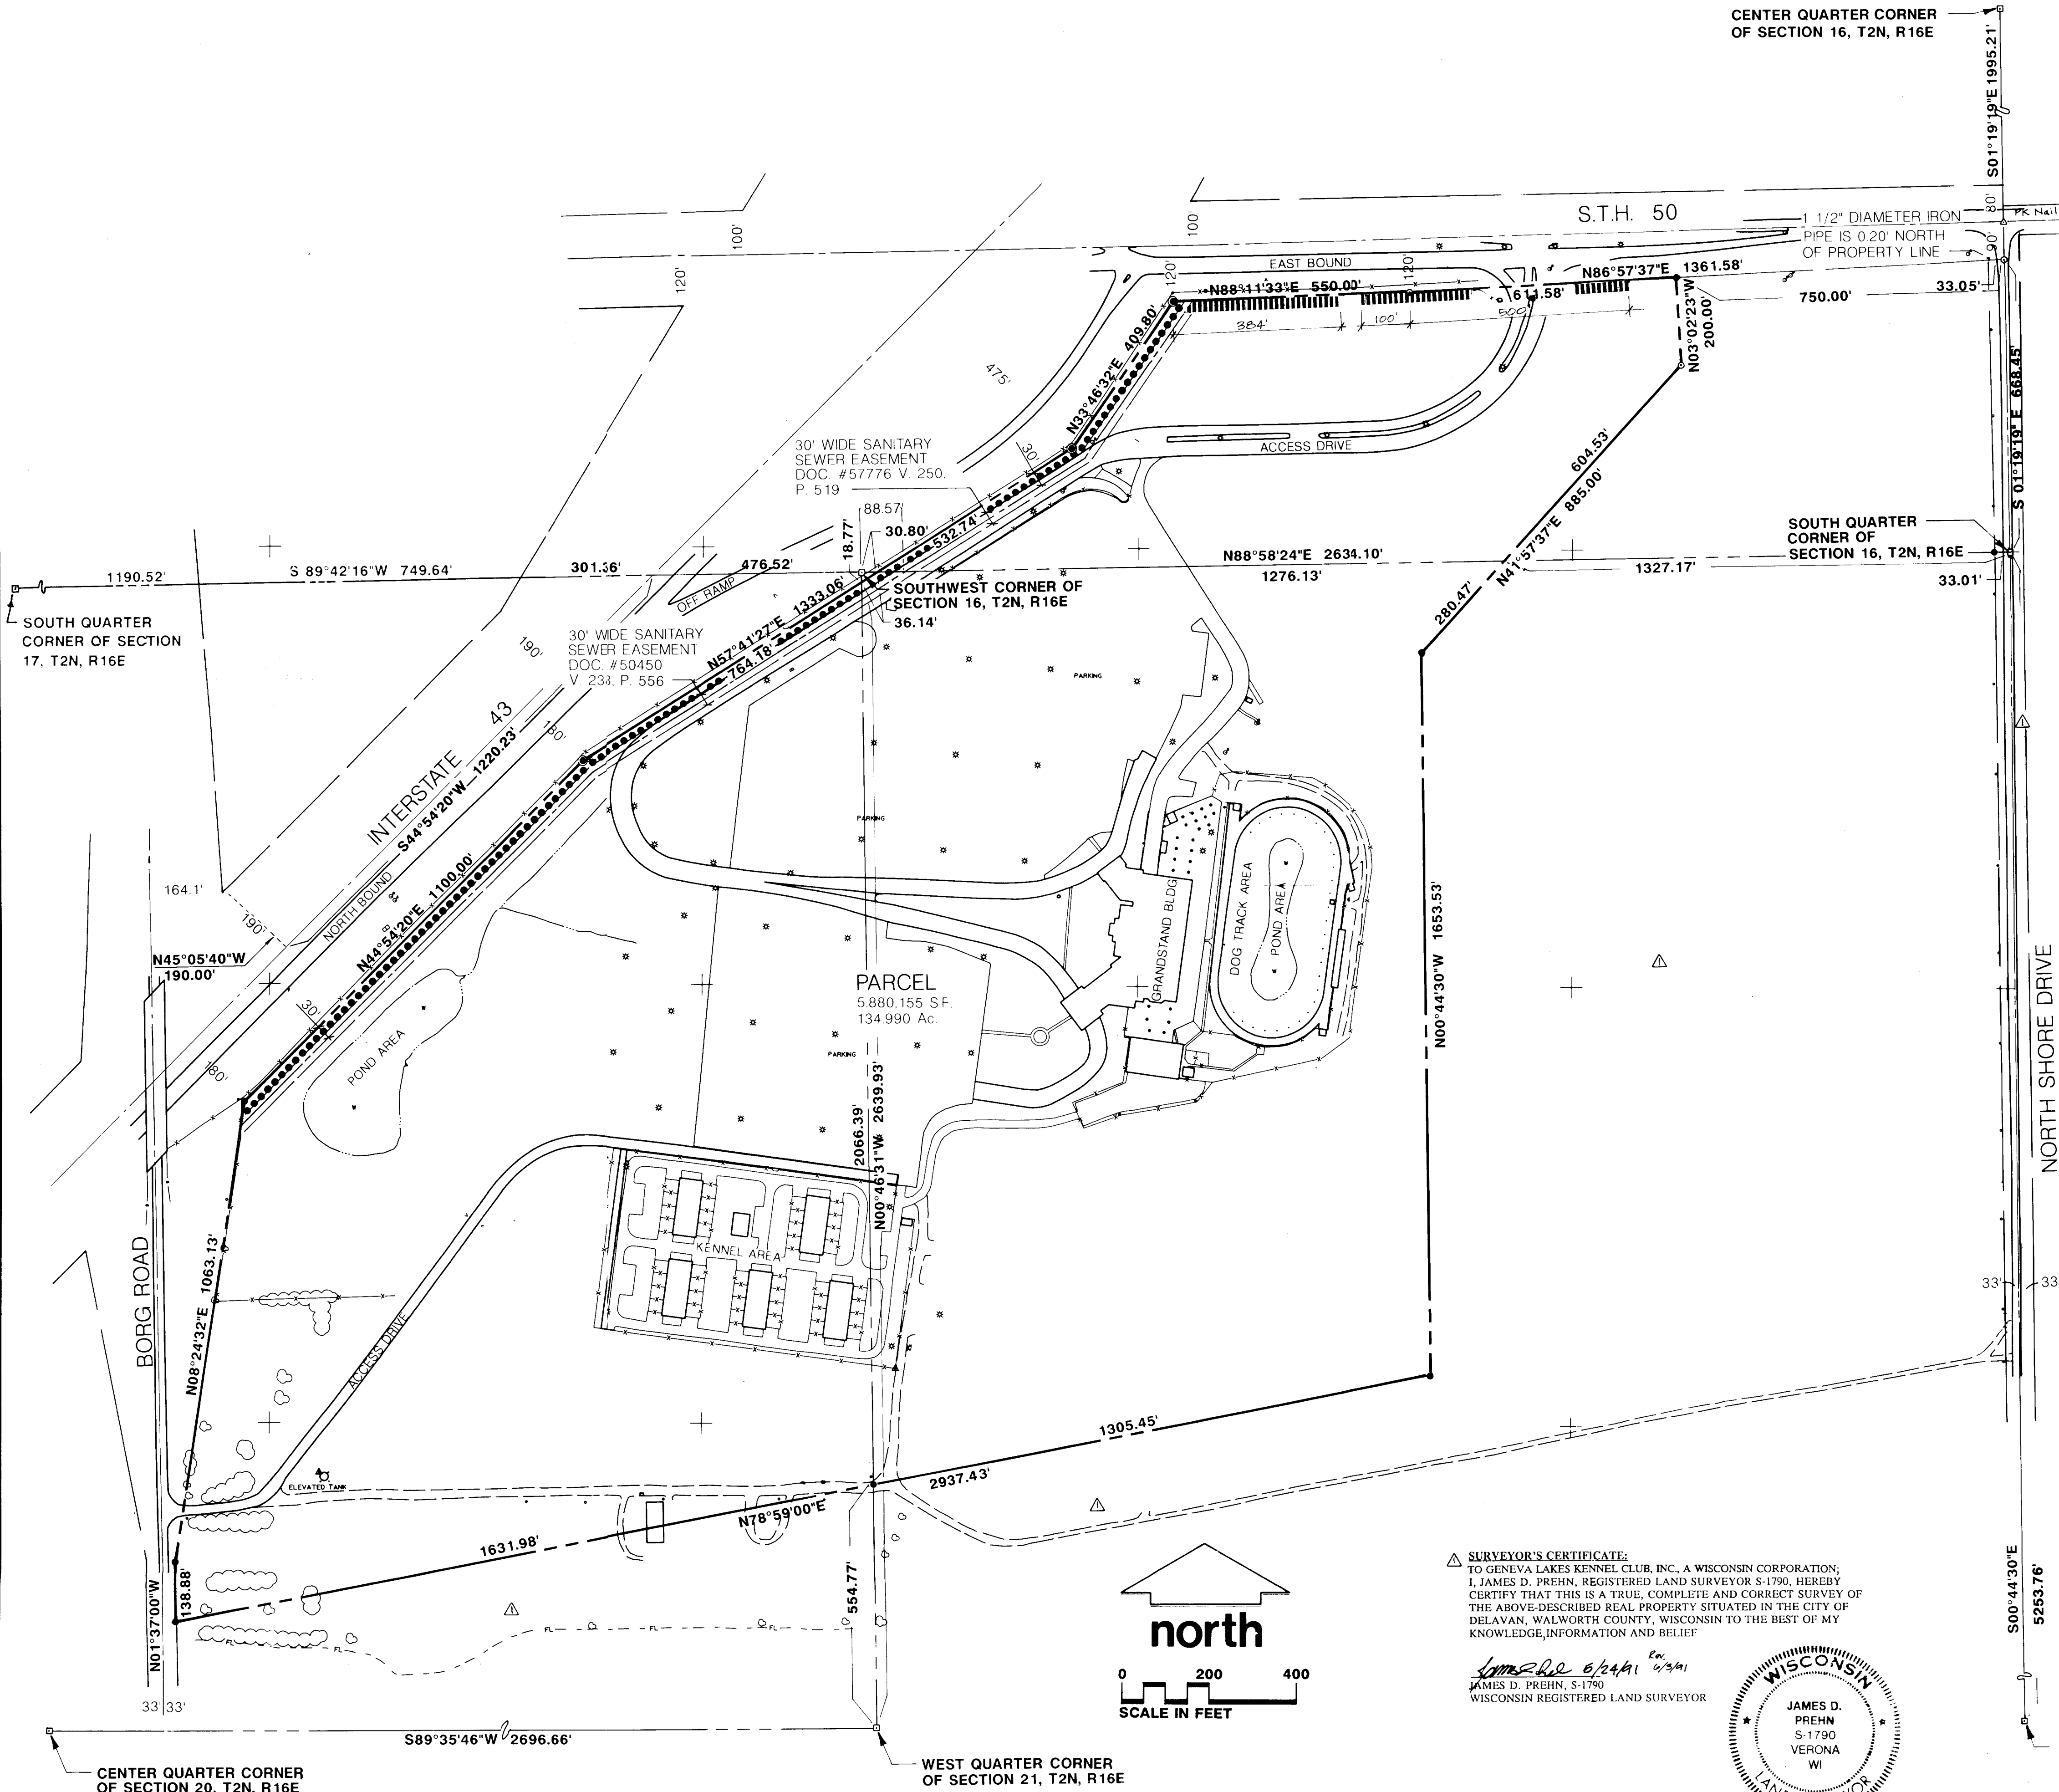 CENTER QUARTER CORNER
OF SECTION 16, T2N, R16E
S01°19'19"E 1995.21'
S.T.H. 50
80'
PK Nail
1 1/2" DIAMETER IRON
PIPE IS 0.20' NORTH
OF PROPERTY LINE
90'
100'
120'
100'
120'
120'
EAST BOUND
N88°11'33"E 550.00'
N86°57'37"E 1361.58'
611.58'
750.00'
33.05'
384'
100'
500'
N03°02'23"W
200.00'
N33°46'32"E 409.80'
475'
S 01°19'19" E 668.45'
30' WIDE SANITARY
SEWER EASEMENT
DOC. #57776 V. 250,
P. 519
30'
ACCESS DRIVE
604.53'
N41°57'37"E 885.00'
280.47'
88.57'
18.77'
30.80'
532.74'
SOUTH QUARTER
CORNER OF
SECTION 16, T2N, R16E
1190.52'
S 89°42'16"W 749.64'
301.36'
476.52'
N88°58'24"E 2634.10'
1276.13'
1327.17'
33.01'
OFF RAMP
SOUTHWEST CORNER OF
SECTION 16, T2N, R16E
36.14'
SOUTH QUARTER
CORNER OF SECTION
17, T2N, R16E
190'
30' WIDE SANITARY
SEWER EASEMENT
DOC. #50450
V. 238, P. 556
N57°41'27"E 1333.06'
764.18'
PARKING
INTERSTATE 43
S44°54'20"W 1220.23'
180'
PARKING
164.1'
190'
NORTH BOUND
N44°54'20"E 1100.00'
N45°05'40"W
190.00'
30'
180'
POND AREA
PARCEL
5,880,155 S.F.
134.990 Ac.
PARKING
GRANDSTAND BLDG
DOG TRACK AREA
POND AREA
N00°44'30"W 1653.53'
NORTH SHORE DRIVE
2066.39'
N00°46'31"W 2639.93'
KENNEL AREA
BORG ROAD
N08°24'32"E 1063.13'
ACCESS DRIVE
33'
33'
ELEVATED TANK
1305.45'
2937.43'
N78°59'00"E
1631.98'
138.88'
N01°37'00"W
554.77'
FL
FL
FL
FL
FL
33' 33'
S89°35'46"W 2696.66'
CENTER QUARTER CORNER
OF SECTION 20, T2N, R16E
WEST QUARTER CORNER
OF SECTION 21, T2N, R16E
north
0 200 400
SCALE IN FEET
S00°44'30"E
5253.76'
SURVEYOR'S CERTIFICATE:
TO GENEVA LAKES KENNEL CLUB, INC., A WISCONSIN CORPORATION;
I, JAMES D. PREHN, REGISTERED LAND SURVEYOR S-1790, HEREBY
CERTIFY THAT THIS IS A TRUE, COMPLETE AND CORRECT SURVEY OF
THE ABOVE-DESCRIBED REAL PROPERTY SITUATED IN THE CITY OF
DELAVAN, WALWORTH COUNTY, WISCONSIN TO THE BEST OF MY
KNOWLEDGE, INFORMATION AND BELIEF
Rev.
6/3/91
JAMES D. PREHN, S-1790
WISCONSIN REGISTERED LAND SURVEYOR
WISCONSIN
JAMES D.
PREHN
S-1790
VERONA
WI